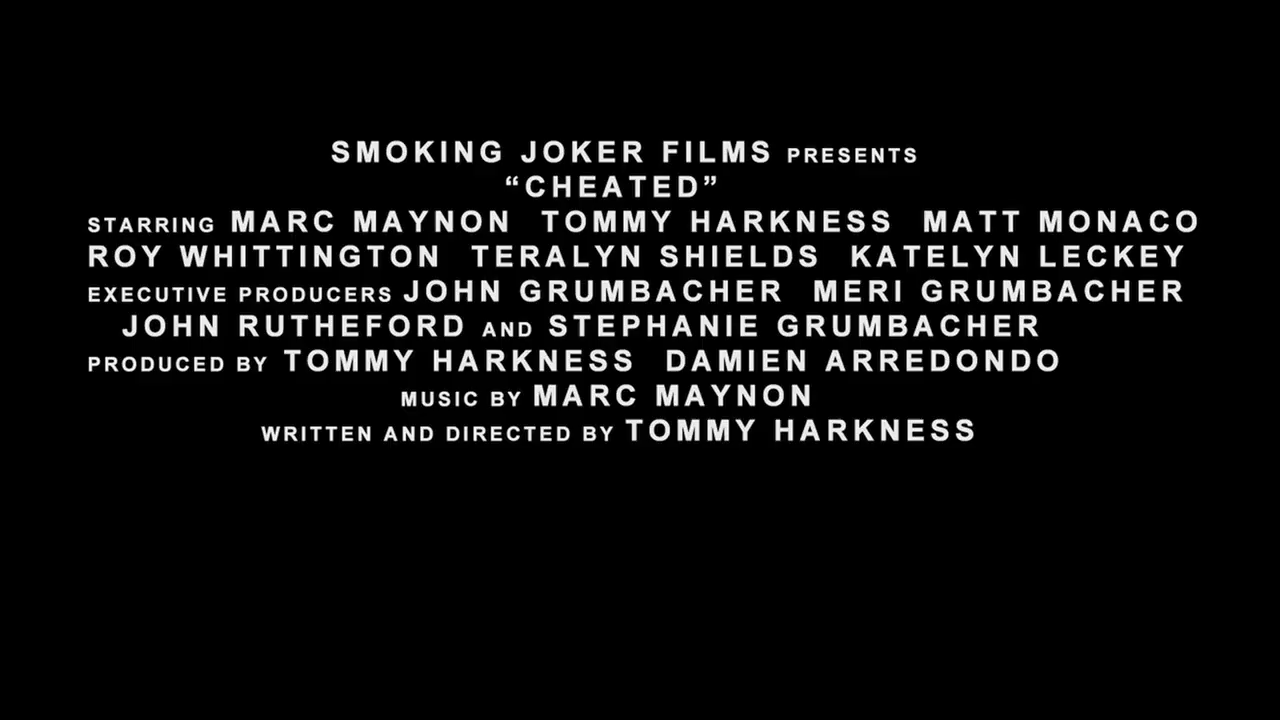 SMOKING JOKER FILMS PRESENTS
“CHEATED”
STARRING MARC MAYNON TOMMY HARKNESS MATT MONACO
ROY WHITTINGTON TERALYN SHIELDS KATELYN LECKEY
EXECUTIVE PRODUCERS JOHN GRUMBACHER MERI GRUMBACHER
JOHN RUTHEFORD AND STEPHANIE GRUMBACHER
PRODUCED BY TOMMY HARKNESS DAMIEN ARREDONDO
MUSIC BY MARC MAYNON
WRITTEN AND DIRECTED BY TOMMY HARKNESS